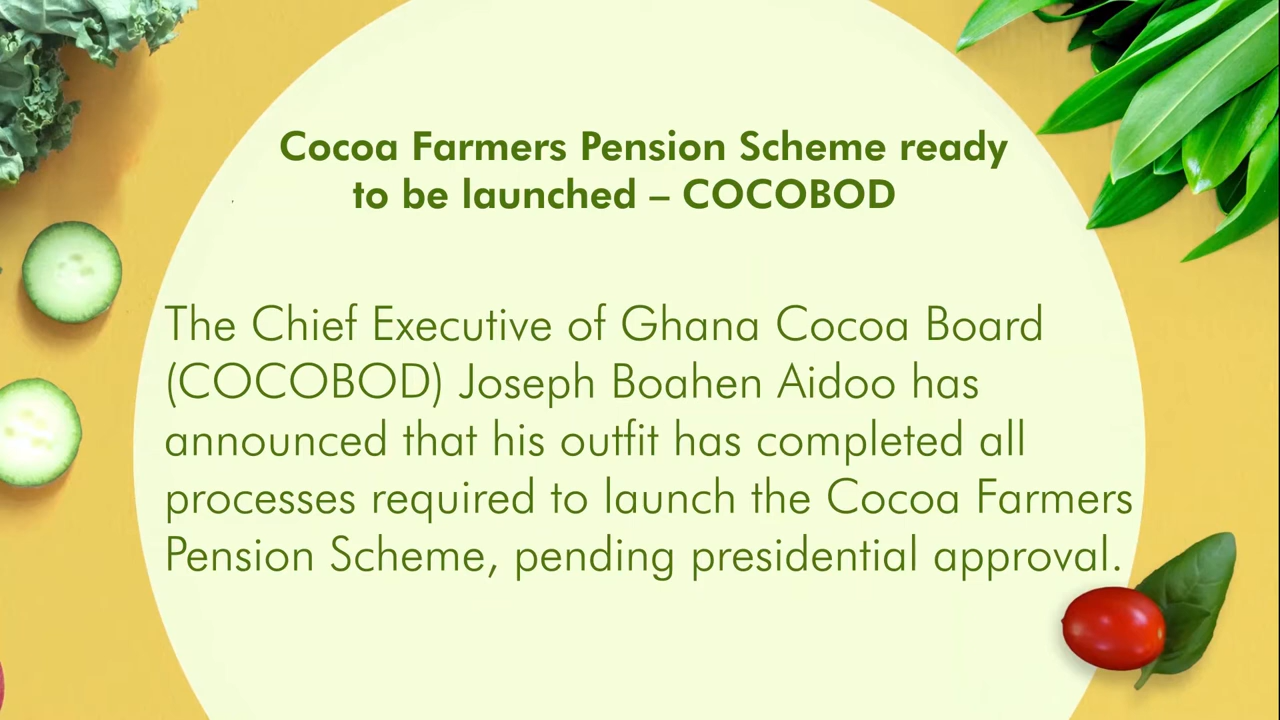 Cocoa Farmers Pension Scheme ready
to be launched – COCOBOD
The Chief Executive of Ghana Cocoa Board
(COCOBOD) Joseph Boahen Aidoo has
announced that his outfit has completed all
processes required to launch the Cocoa Farmers
Pension Scheme, pending presidential approval.